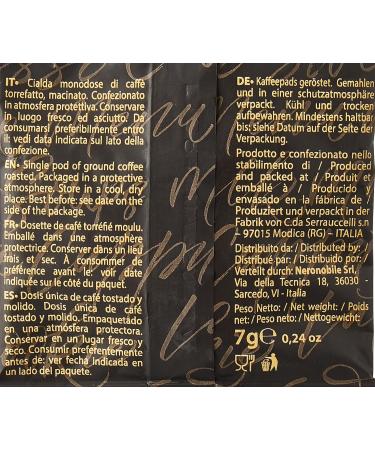 IT• Cialda monodose di caffè
torrefatto, macinato. Confezionato
in atmosfera protettiva. Conservare
in luogo fresco ed asciutto. Da
consumarsi preferibilmente entro
il: vedi data indicata sul lato della
confezione.
EN• Single pod of ground coffee
roasted. Packaged in a protective
atmosphere. Store in a cool, dry
place. Best before: see date on the
side of the package.
FR• Dosette de café torréfié moulu.
Emballé dans une atmosphère
protectrice. Conserver dans un lieu
frais et sec. À consommer de
préférence avant le: voir date
indiquée sur le côté du paquet.
ES• Dosis única de café tostado y
molido. Dosis única de café
tostado y molido. Empaquetado
en una atmósfera protectora.
Conservar en un lugar fresco y
seco. Consumir preferentemente
antes de: ver fecha indicada en
un lado del paquete.
DE• Kaffeepads geröstet. Gemahlen
und in einer schutzatmosphäre
verpackt. Kühl und trocken
aufbewahren. Mindestens haltbar
bis: siehe Datum auf der Seite der
Verpackung.
Prodotto e confezionato nello
stabilimento di / Produced
and packed at / Produit et
emballé à / Producido y
envasado en la fábrica de /
Produziert und verpackt in der
Fabrik von C.da Serrauccelli s.n
– 97015 Modica (RG) – ITALIA
Distribuito da: / Distributed by: /
Distribué par: / Distribuido por:
Vertelit durch: Neronobile Srl,
Via della Tecnica 18, 36030 -
Sarcedo, VI - Italia
Peso Netto: / Net weight: / Poids
net: / Peso neto: / Nettogewicht:
7g℮ 0,24 oz